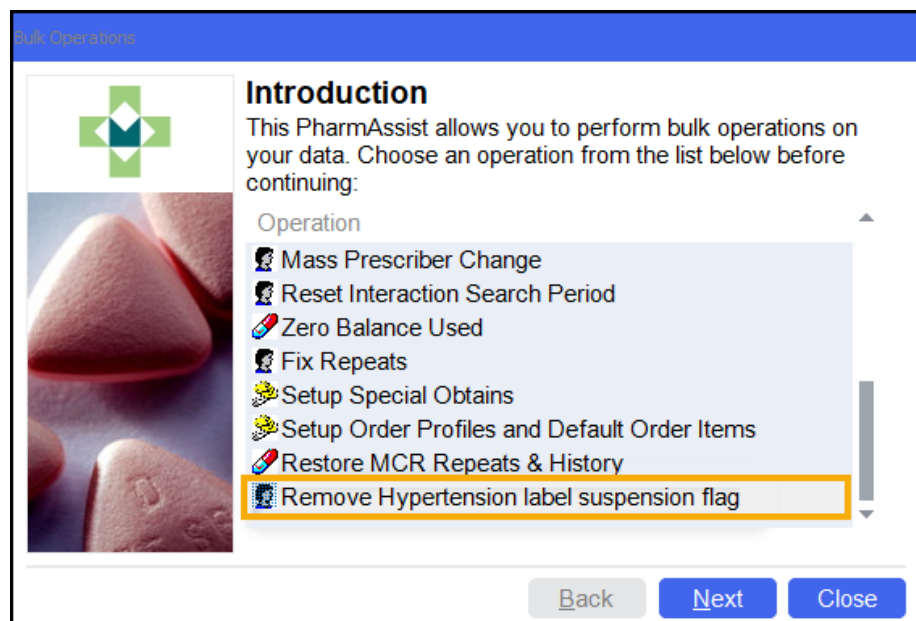 Bulk Operations
Introduction
This PharmAssist allows you to perform bulk operations on
your data. Choose an operation from the list below before
continuing:
Operation
Mass Prescriber Change
Reset Interaction Search Period
Zero Balance Used
Fix Repeats
Setup Special Obtains
Setup Order Profiles and Default Order Items
Restore MCR Repeats & History
Remove Hypertension label suspension flag
Back Next Close